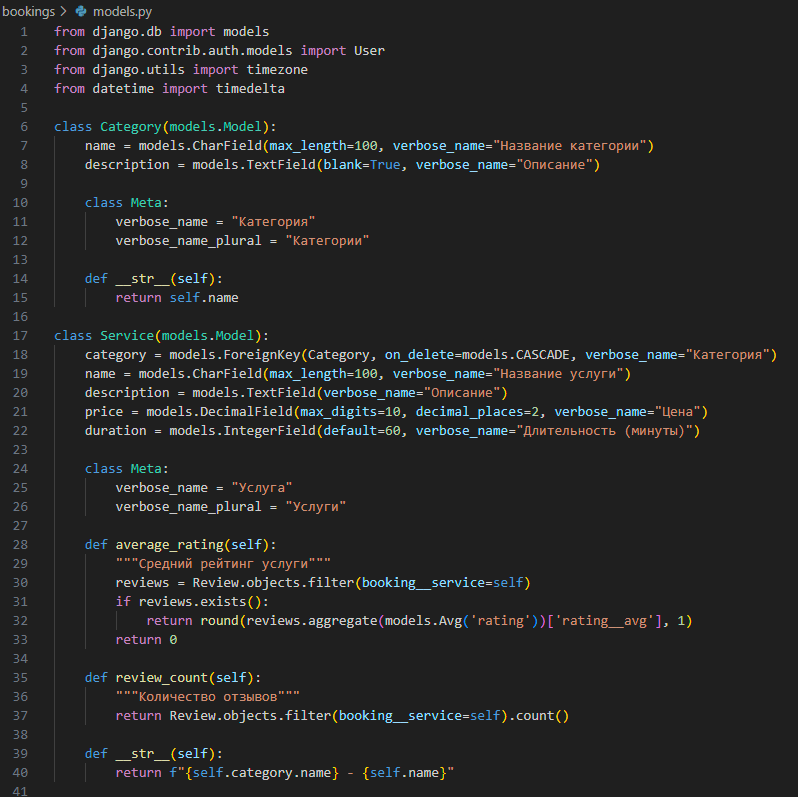 bookings > models.py
1 from django.db import models
2 from django.contrib.auth.models import User
3 from django.utils import timezone
4 from datetime import timedelta
5
6 class Category(models.Model):
7     name = models.CharField(max_length=100, verbose_name="Название категории")
8     description = models.TextField(blank=True, verbose_name="Описание")
9
10     class Meta:
11         verbose_name = "Категория"
12         verbose_name_plural = "Категории"
13
14     def __str__(self):
15         return self.name
16
17 class Service(models.Model):
18     category = models.ForeignKey(Category, on_delete=models.CASCADE, verbose_name="Категория")
19     name = models.CharField(max_length=100, verbose_name="Название услуги")
20     description = models.TextField(verbose_name="Описание")
21     price = models.DecimalField(max_digits=10, decimal_places=2, verbose_name="Цена")
22     duration = models.IntegerField(default=60, verbose_name="Длительность (минуты)")
23
24     class Meta:
25         verbose_name = "Услуга"
26         verbose_name_plural = "Услуги"
27
28     def average_rating(self):
29         """Средний рейтинг услуги"""
30         reviews = Review.objects.filter(booking__service=self)
31         if reviews.exists():
32             return round(reviews.aggregate(models.Avg('rating'))['rating__avg'], 1)
33         return 0
34
35     def review_count(self):
36         """Количество отзывов"""
37         return Review.objects.filter(booking__service=self).count()
38
39     def __str__(self):
40         return f"{self.category.name} - {self.name}"
41